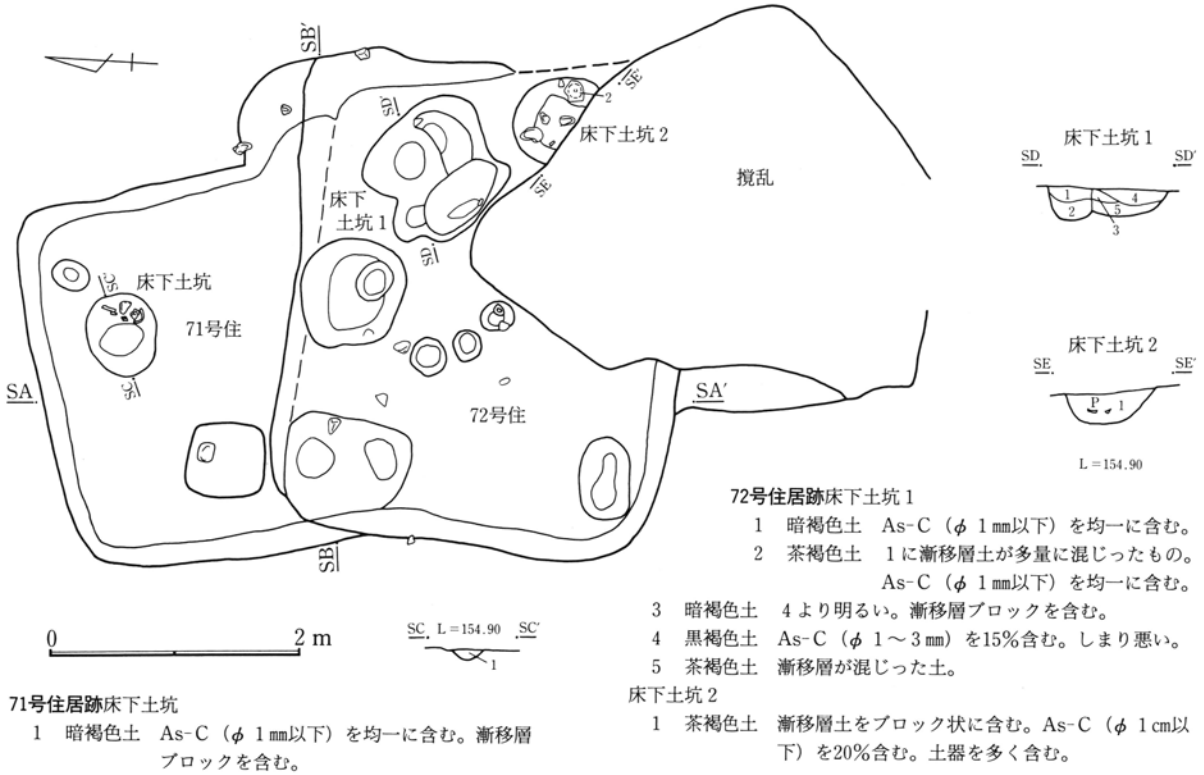 SB′
SD′
SE′
2
床下土坑 2
SE
撹乱
床下
土坑 1
SD
SC′
床下土坑
71号住
SC
SA
SA′
72号住
SB
床下土坑 1
SD
SD′
1
4
2
5
3
床下土坑 2
SE
SE′
P
1
L＝154.90
72号住居跡床下土坑 1
1 暗褐色土 As-C（φ 1㎜以下）を均一に含む。
2 茶褐色土 1に漸移層土が多量に混じったもの。
As-C（φ 1㎜以下）を均一に含む。
3 暗褐色土 4より明るい。漸移層ブロックを含む。
4 黒褐色土 As-C（φ 1～3㎜）を15％含む。しまり悪い。
5 茶褐色土 漸移層が混じった土。
床下土坑 2
1 茶褐色土 漸移層土をブロック状に含む。As-C（φ 1㎝以
下）を20％含む。土器を多く含む。
0 2 m
SC L＝154.90 SC′
1
71号住居跡床下土坑
1 暗褐色土 As-C（φ 1㎜以下）を均一に含む。漸移層
ブロックを含む。